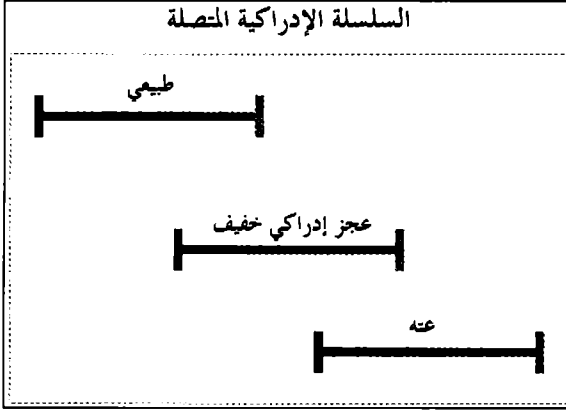 السلسلة الإدراكية المتصلة
طبيعي
عجز إدراكي خفيف
عته